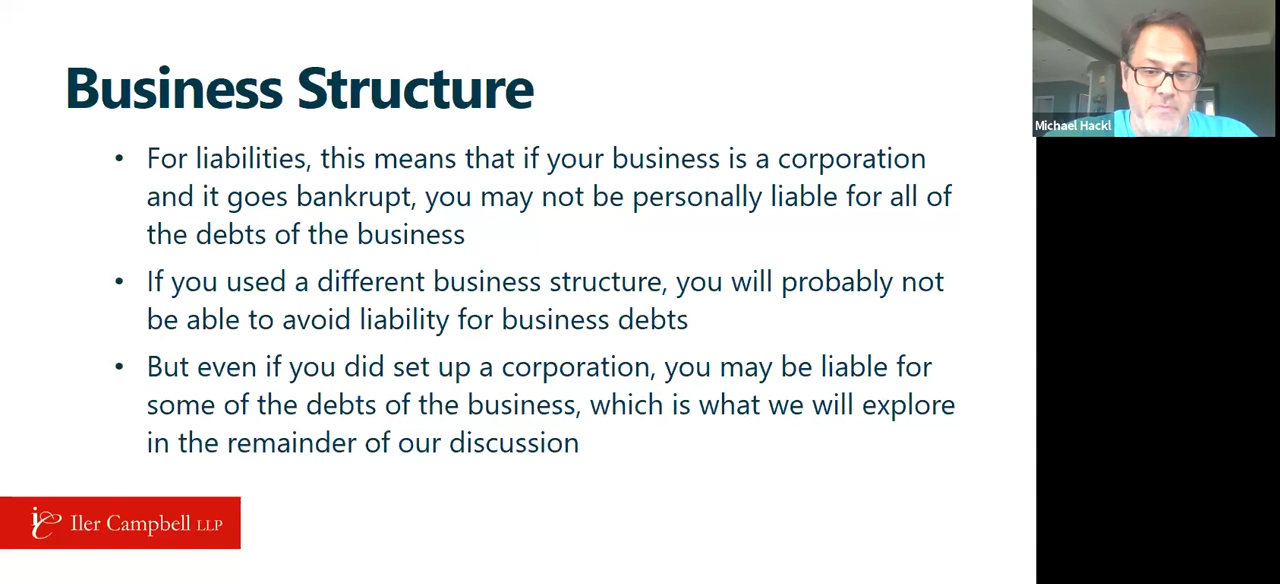 Business Structure
• For liabilities, this means that if your business is a corporation
and it goes bankrupt, you may not be personally liable for all of
the debts of the business
• If you used a different business structure, you will probably not
be able to avoid liability for business debts
• But even if you did set up a corporation, you may be liable for
some of the debts of the business, which is what we will explore
in the remainder of our discussion
ic Iler Campbell LLP
Michael Hackl